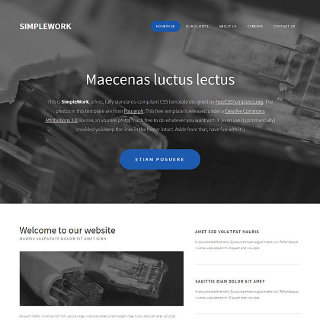 SIMPLEWORK
HOMEPAGE OUR CLIENTS ABOUT US CAREERS CONTACT US
Maecenas luctus lectus
This is SimpleWork, a free, fully standards-compliant CSS template designed by FreeCSSTemplates.org. The
photos in this template are from Fotogrph. This free template is released under a Creative Commons
Attributions 3.0 license, so you are pretty much free to do whatever you want with it (even use it commercially)
provided you keep the links in the footer intact. Aside from that, have fun with it :)
ETIAM POSUERE
Welcome to our website
MAURIS VULPUTATE DOLOR SIT AMET NIBH
AMET SED VOLUTPAT MAURIS
SAGITTIS DIAM DOLOR SIT AMET